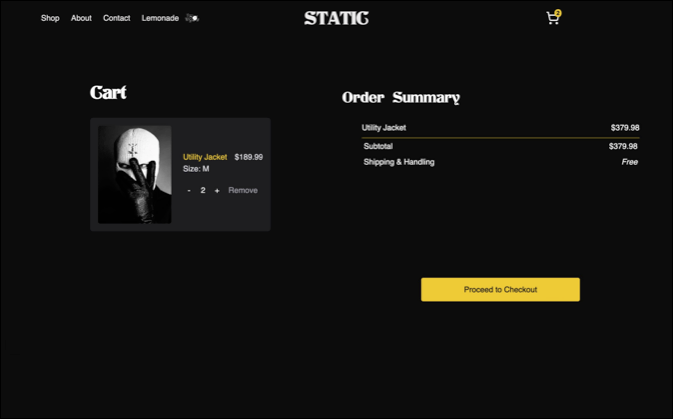 Shop About Contact Lemonade
STATIC
2
Cart
Utility Jacket $189.99
Size: M
- 2 + Remove
Order Summary
Utility Jacket $379.98
Subtotal $379.98
Shipping & Handling Free
Proceed to Checkout